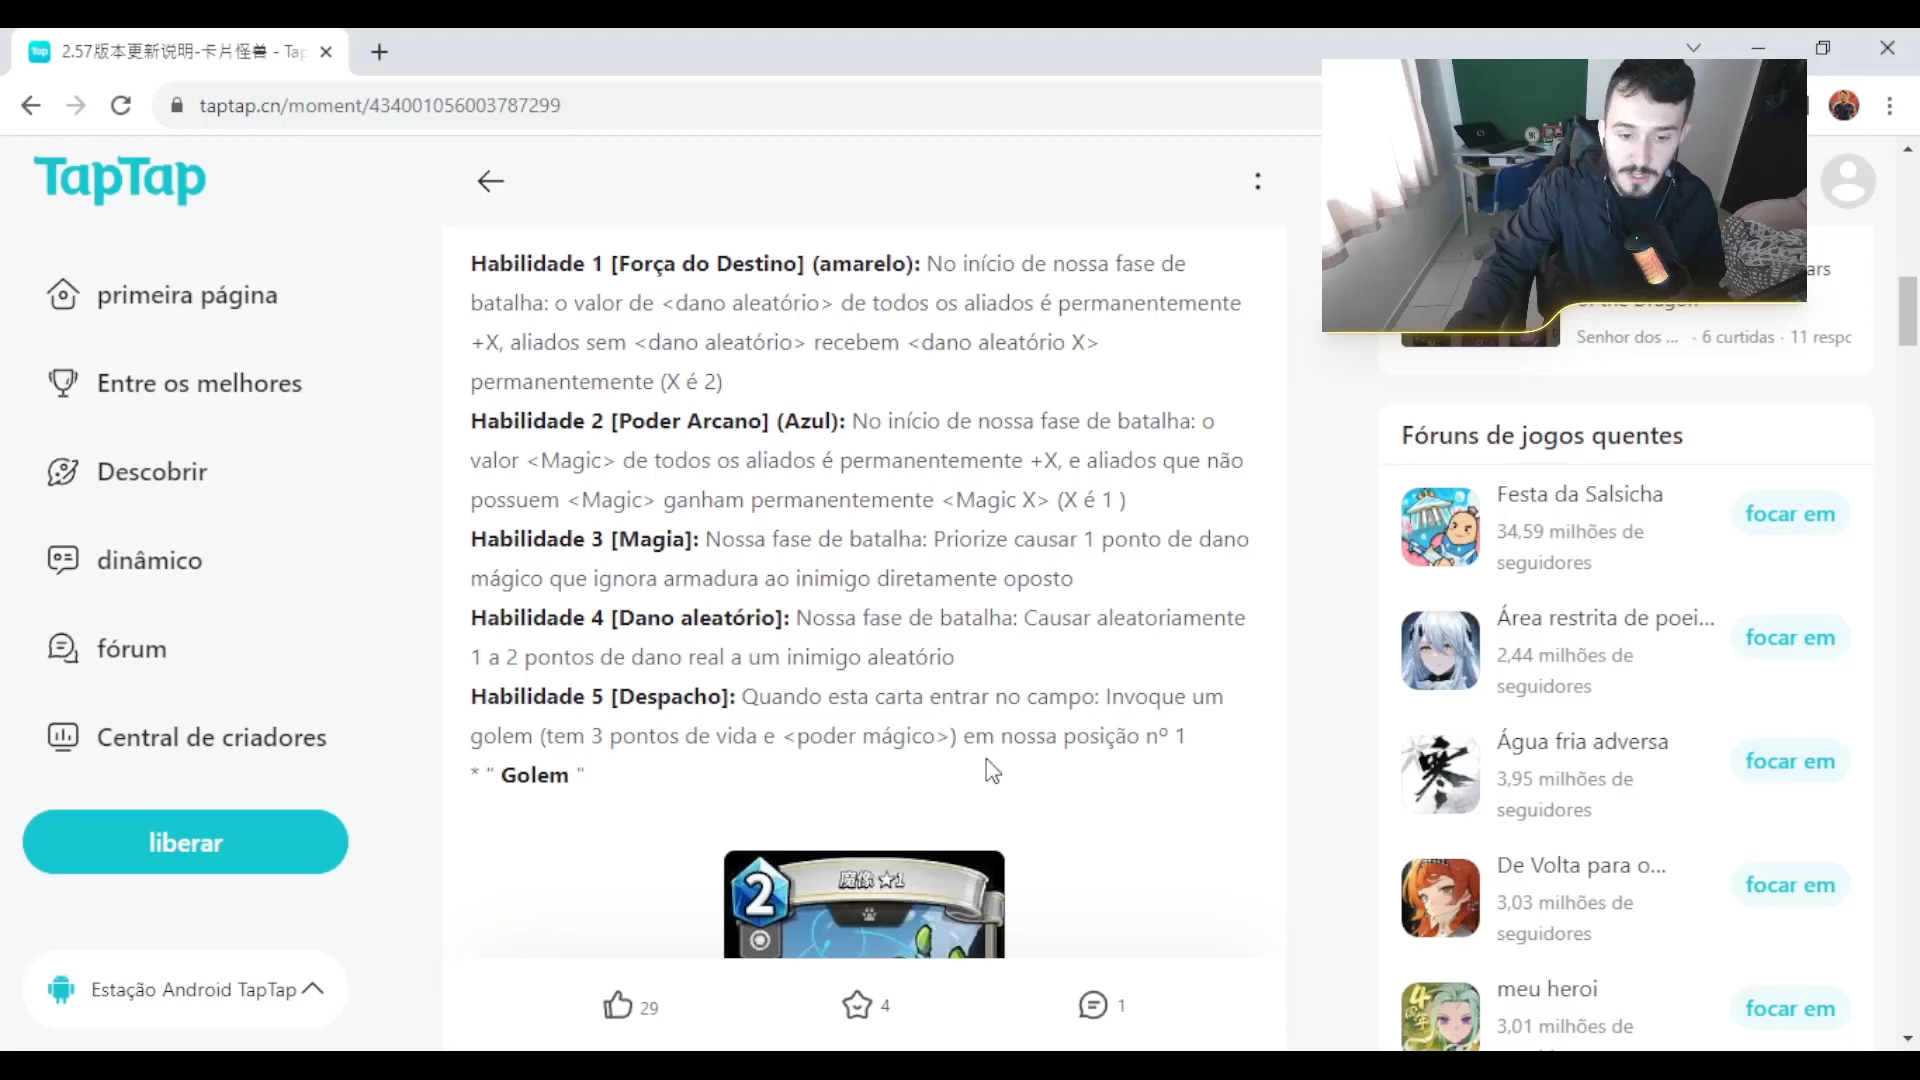 2.57版本更新说明-卡片怪兽 - Tap
taptap.cn/moment/434001056003787299
TapTap
primeira página
Entre os melhores
Descobrir
dinâmico
fórum
Central de criadores
liberar
Estação Android TapTap
Habilidade 1 [Força do Destino] (amarelo): No início de nossa fase de
batalha: o valor de <dano aleatório> de todos os aliados é permanentemente
+X, aliados sem <dano aleatório> recebem <dano aleatório X>
permanentemente (X é 2)
Habilidade 2 [Poder Arcano] (Azul): No início de nossa fase de batalha: o
valor <Magic> de todos os aliados é permanentemente +X, e aliados que não
possuem <Magic> ganham permanentemente <Magic X> (X é 1 )
Habilidade 3 [Magia]: Nossa fase de batalha: Priorize causar 1 ponto de dano
mágico que ignora armadura ao inimigo diretamente oposto
Habilidade 4 [Dano aleatório]: Nossa fase de batalha: Causar aleatoriamente
1 a 2 pontos de dano real a um inimigo aleatório
Habilidade 5 [Despacho]: Quando esta carta entrar no campo: Invoque um
golem (tem 3 pontos de vida e <poder mágico>) em nossa posição nº 1
* " Golem "
2
魔像 ★1
29
4
1
Senhor dos ... · 6 curtidas · 11 respc
Fóruns de jogos quentes
Festa da Salsicha
34,59 milhões de
seguidores
focar em
Área restrita de poei...
2,44 milhões de
seguidores
focar em
Água fria adversa
3,95 milhões de
seguidores
focar em
寒
De Volta para o...
3,03 milhões de
seguidores
focar em
meu heroi
3,01 milhões de
focar em